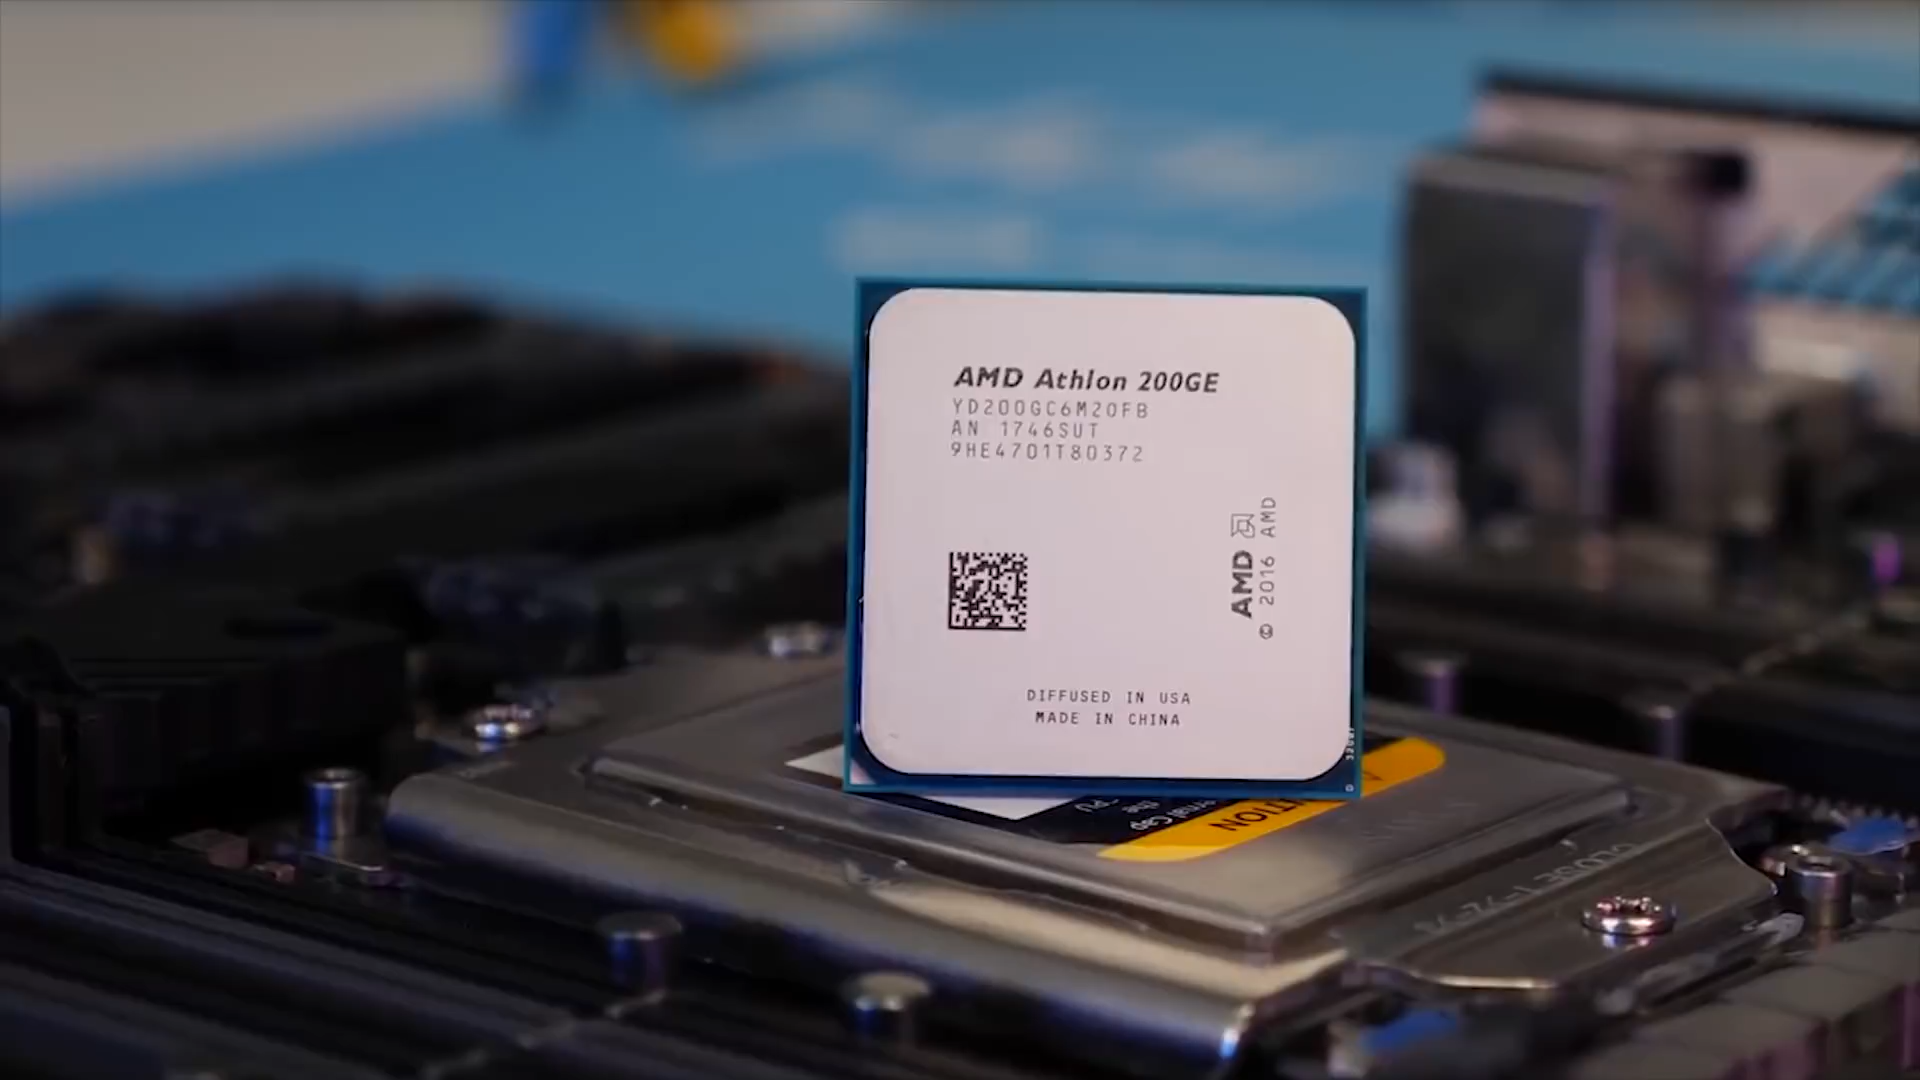 AMD Athlon 200GE
YD200GC6M20FB
AN 1746SUT
9HE4701T80372
AMD
© 2016 AMD
DIFFUSED IN USA
MADE IN CHINA